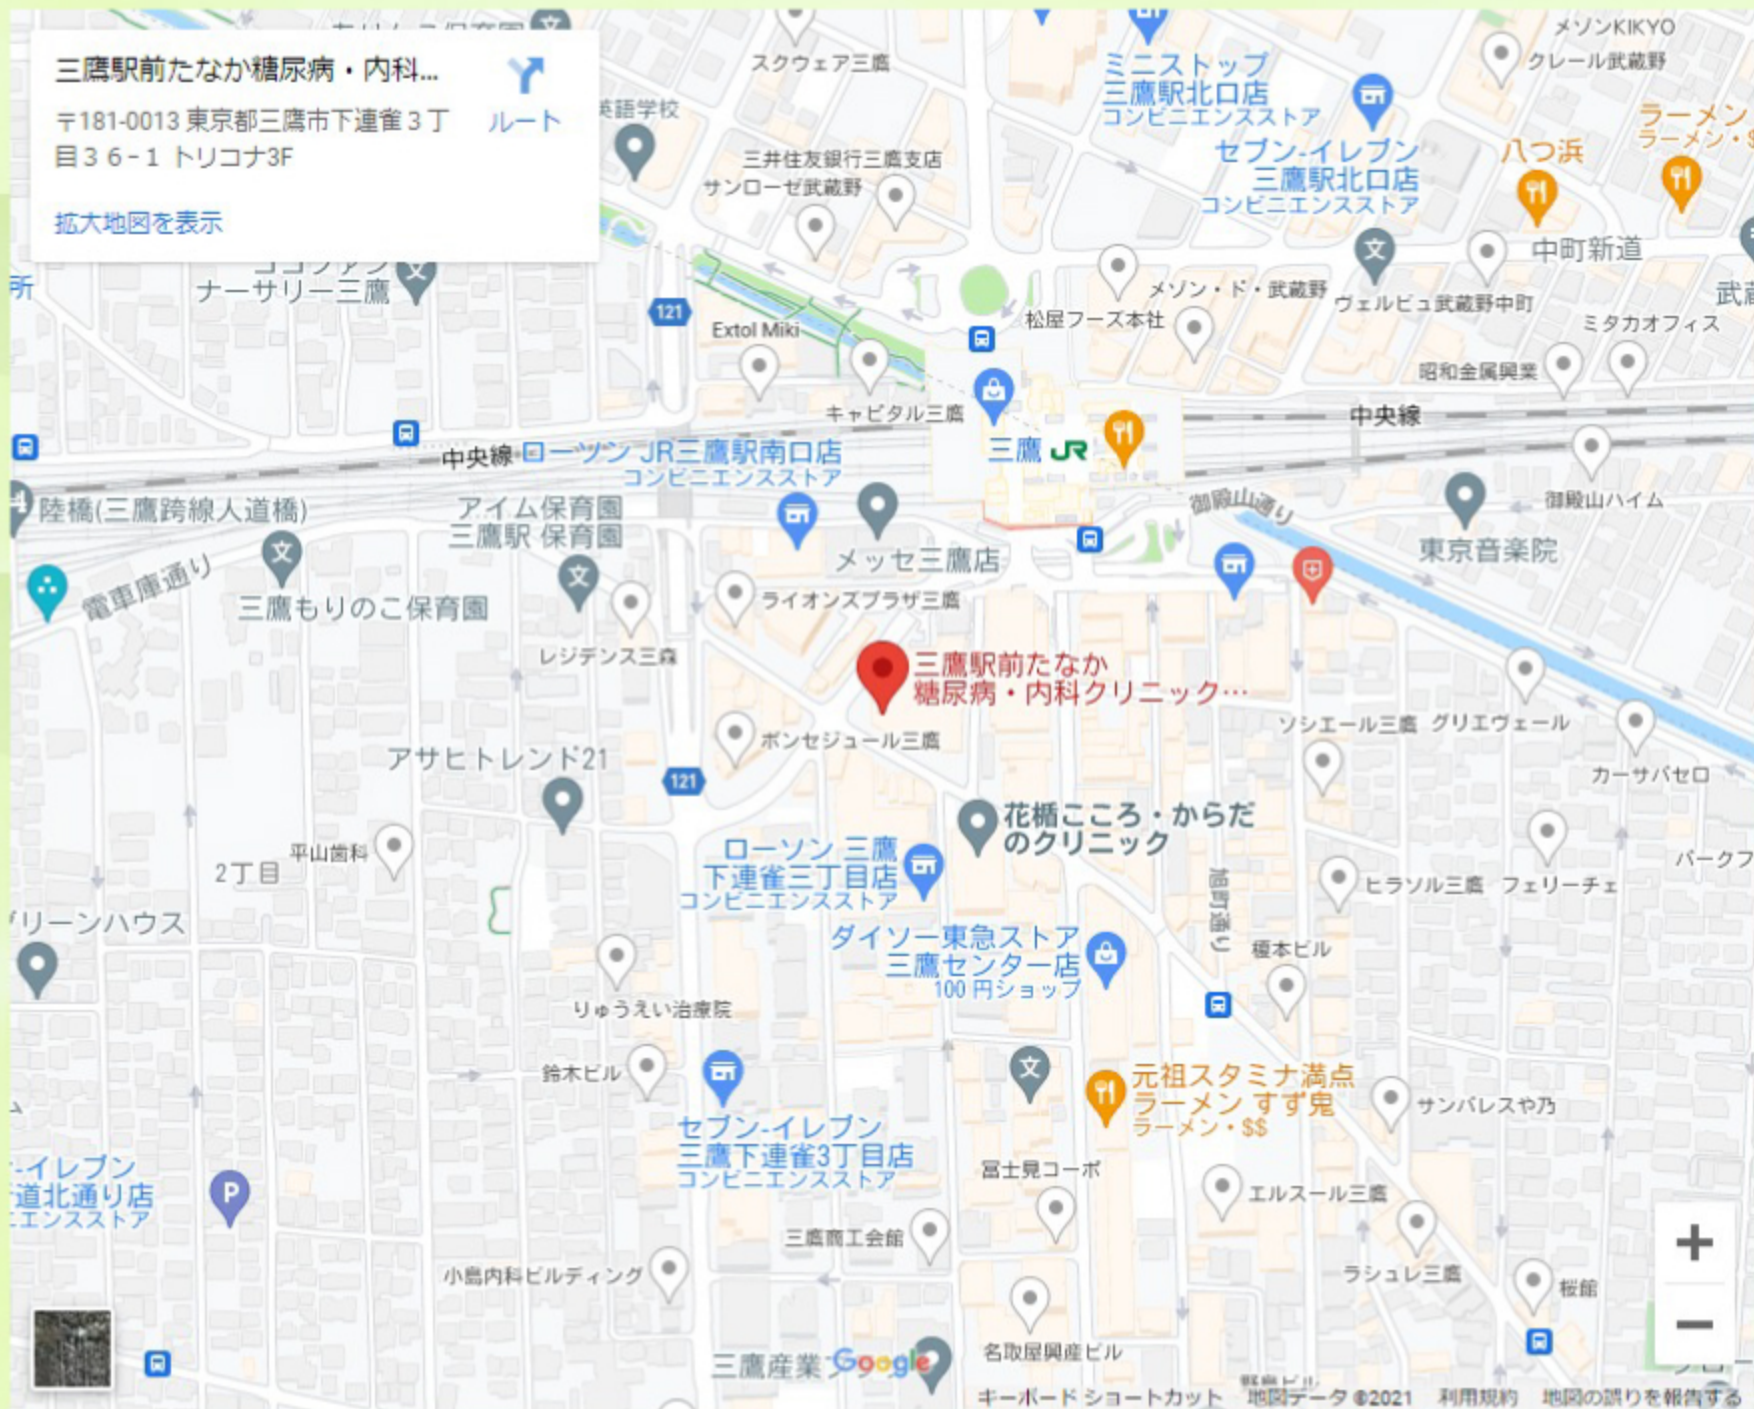 三鷹駅前たなか糖尿病・内科...
〒181-0013 東京都三鷹市下連雀３丁
目３６−１ トリコナ3F
ルート
拡大地図を表示
スクウェア三鷹
英語学校
三井住友銀行三鷹支店
サンローゼ武蔵野
ミニストップ
三鷹駅北口店
コンビニエンスストア
セブン-イレブン
三鷹駅北口店
コンビニエンスストア
メゾンKIKYO
クレール武蔵野
ラーメン
ラーメン・$
八つ浜
中町新道
ココファン
ナーサリー三鷹
所
121
Extol Miki
キャピタル三鷹
メゾン・ド・武蔵野
松屋フーズ本社
ヴェルビュ武蔵野中町
武蔵
ミタカオフィス
昭和金属興業
中央線
中央線
三鷹 JR
ローソン JR三鷹駅南口店
コンビニエンスストア
陸橋(三鷹跨線人道橋)
アイム保育園
三鷹駅 保育園
メッセ三鷹店
御殿山通り
御殿山ハイム
東京音楽院
電車庫通り
三鷹もりのこ保育園
ライオンズプラザ三鷹
レジデンス三森
三鷹駅前たなか
糖尿病・内科クリニック…
ボンセジュール三鷹
ソシエール三鷹
グリエヴェール
カーサバセロ
アサヒトレンド21
121
花楯こころ・からだ
のクリニック
平山歯科
2丁目
ローソン 三鷹
下連雀三丁目店
コンビニエンスストア
旭町通り
ヒラソル三鷹
フェリーチェ
パークフ
グリーンハウス
ダイソー東急ストア
三鷹センター店
100 円ショップ
榎本ビル
りゅうえい治療院
鈴木ビル
セブン-イレブン
三鷹下連雀3丁目店
コンビニエンスストア
元祖スタミナ満点
ラーメン すず鬼
ラーメン・$$
サンパレスや乃
-イレブン
道北通り店
ニエンスストア
P
冨士見コーポ
エルスール三鷹
三鷹商工会館
小島内科ビルディング
ラシュレ三鷹
桜館
名取屋興産ビル
三鷹産業プラ
Google
キーボード ショートカット
地図データ ©2021
利用規約
地図の誤りを報告する